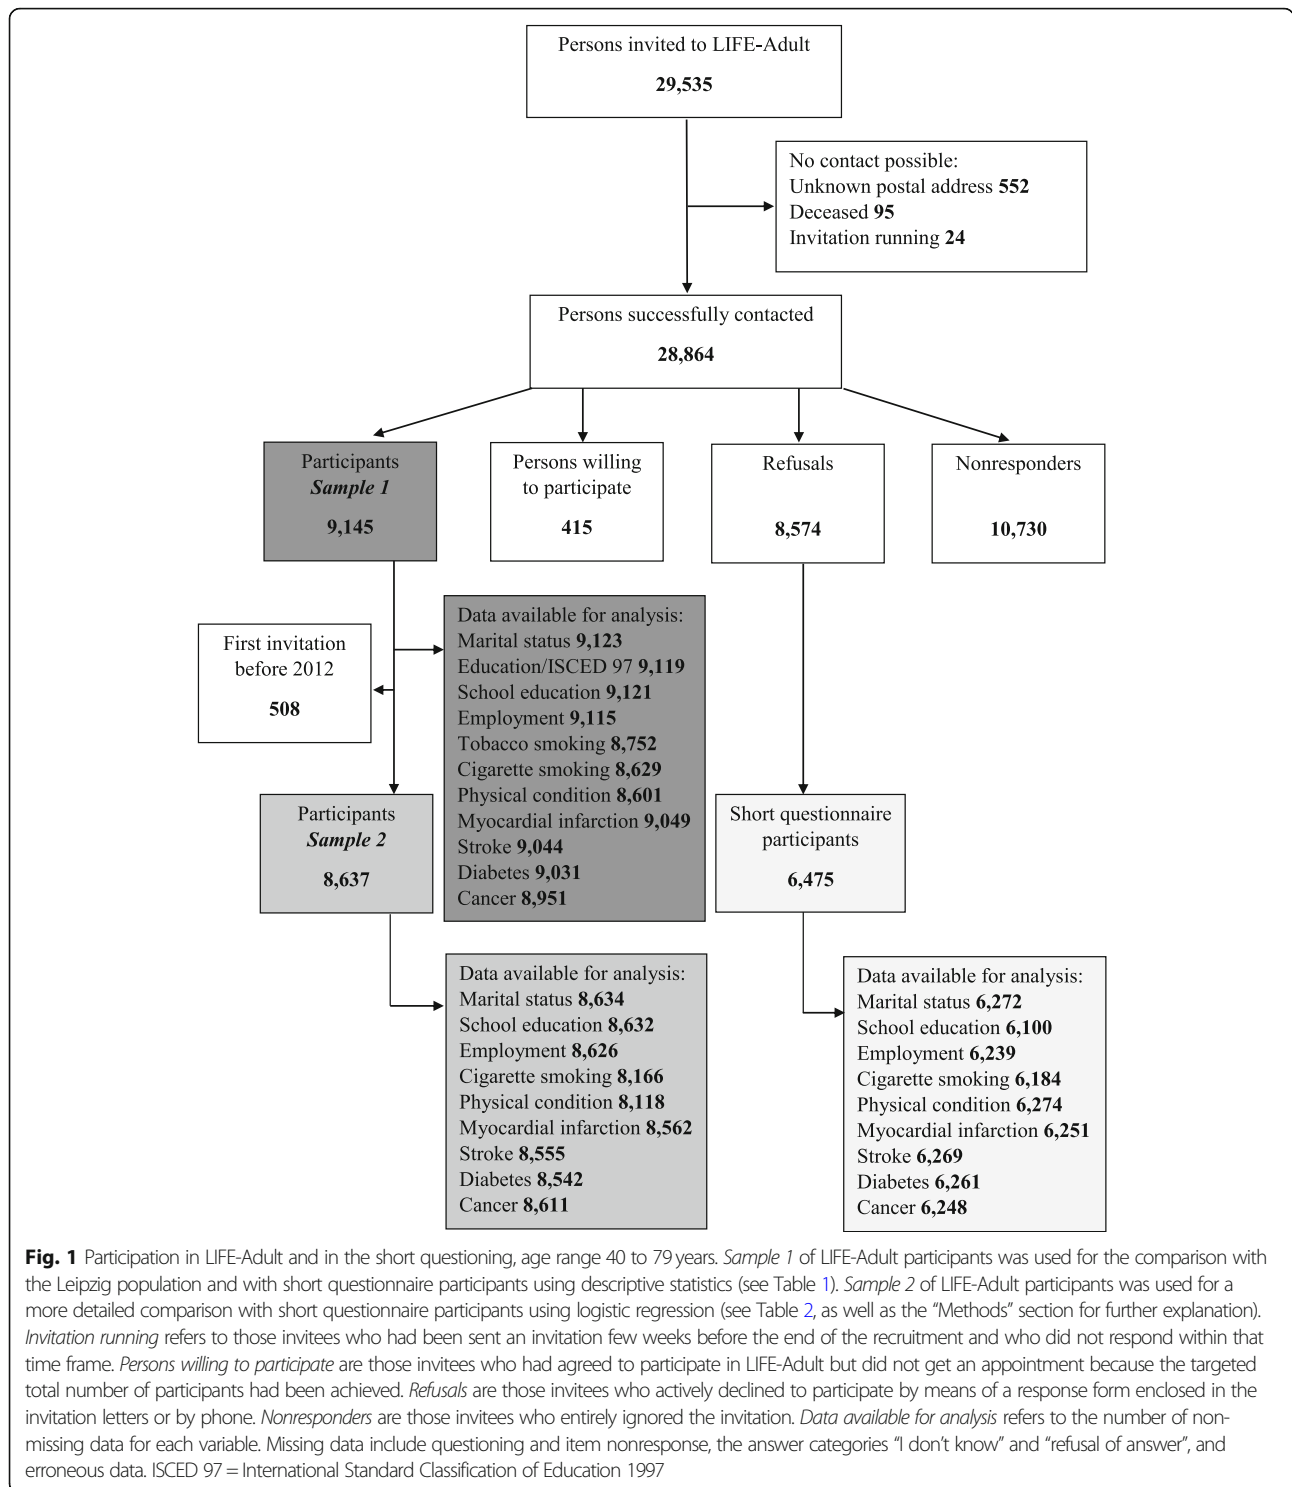 Persons invited to LIFE-Adult
29,535
No contact possible:
Unknown postal address 552
Deceased 95
Invitation running 24
Persons successfully contacted
28,864
Participants
Sample 1
9,145
Persons willing
to participate
415
Refusals
8,574
Nonresponders
10,730
First invitation
before 2012
508
Data available for analysis:
Marital status 9,123
Education/ISCED 97 9,119
School education 9,121
Employment 9,115
Tobacco smoking 8,752
Cigarette smoking 8,629
Physical condition 8,601
Myocardial infarction 9,049
Stroke 9,044
Diabetes 9,031
Cancer 8,951
Participants
Sample 2
8,637
Short questionnaire
participants
6,475
Data available for analysis:
Marital status 8,634
School education 8,632
Employment 8,626
Cigarette smoking 8,166
Physical condition 8,118
Myocardial infarction 8,562
Stroke 8,555
Diabetes 8,542
Cancer 8,611
Data available for analysis:
Marital status 6,272
School education 6,100
Employment 6,239
Cigarette smoking 6,184
Physical condition 6,274
Myocardial infarction 6,251
Stroke 6,269
Diabetes 6,261
Cancer 6,248
Fig. 1 Participation in LIFE-Adult and in the short questioning, age range 40 to 79 years. Sample 1 of LIFE-Adult participants was used for the comparison with
the Leipzig population and with short questionnaire participants using descriptive statistics (see Table 1). Sample 2 of LIFE-Adult participants was used for a
more detailed comparison with short questionnaire participants using logistic regression (see Table 2, as well as the “Methods” section for further explanation).
Invitation running refers to those invitees who had been sent an invitation few weeks before the end of the recruitment and who did not respond within that
time frame. Persons willing to participate are those invitees who had agreed to participate in LIFE-Adult but did not get an appointment because the targeted
total number of participants had been achieved. Refusals are those invitees who actively declined to participate by means of a response form enclosed in the
invitation letters or by phone. Nonresponders are those invitees who entirely ignored the invitation. Data available for analysis refers to the number of non-
missing data for each variable. Missing data include questioning and item nonresponse, the answer categories “I don’t know” and “refusal of answer”, and
erroneous data. ISCED 97 = International Standard Classification of Education 1997